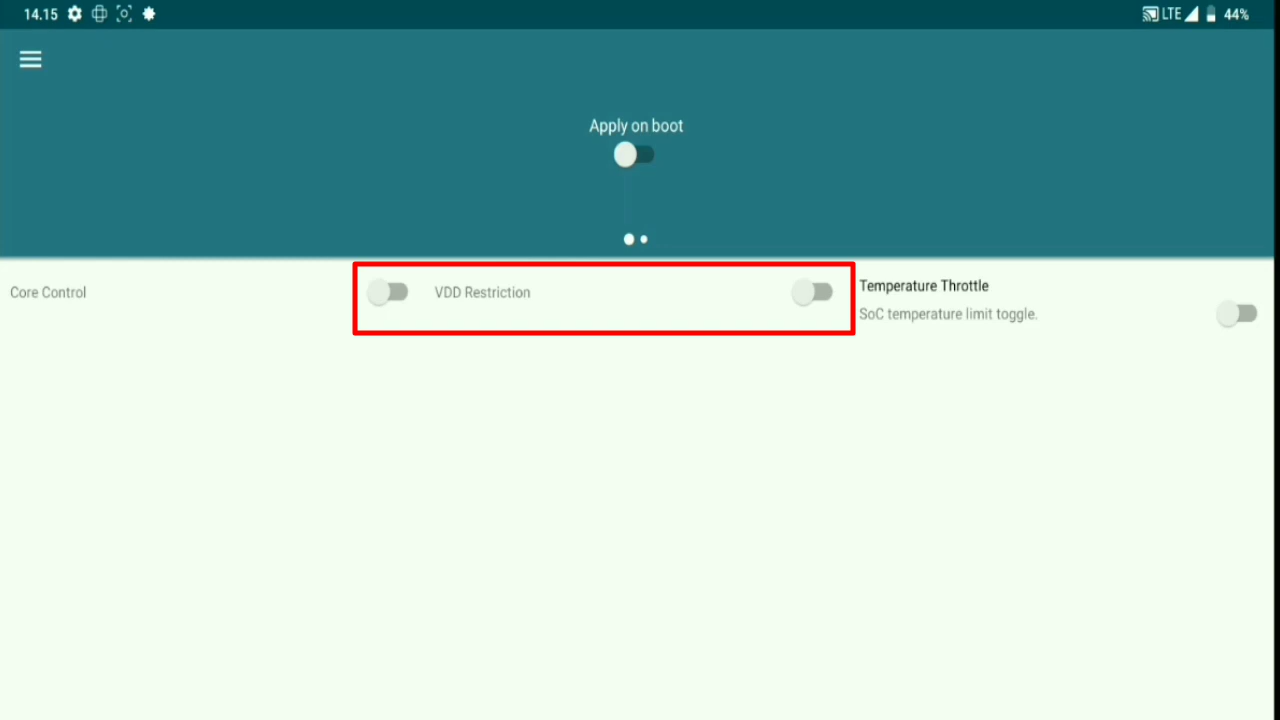 14.15 LTE 44%
Apply on boot
Core Control
VDD Restriction
Temperature Throttle
SoC temperature limit toggle.